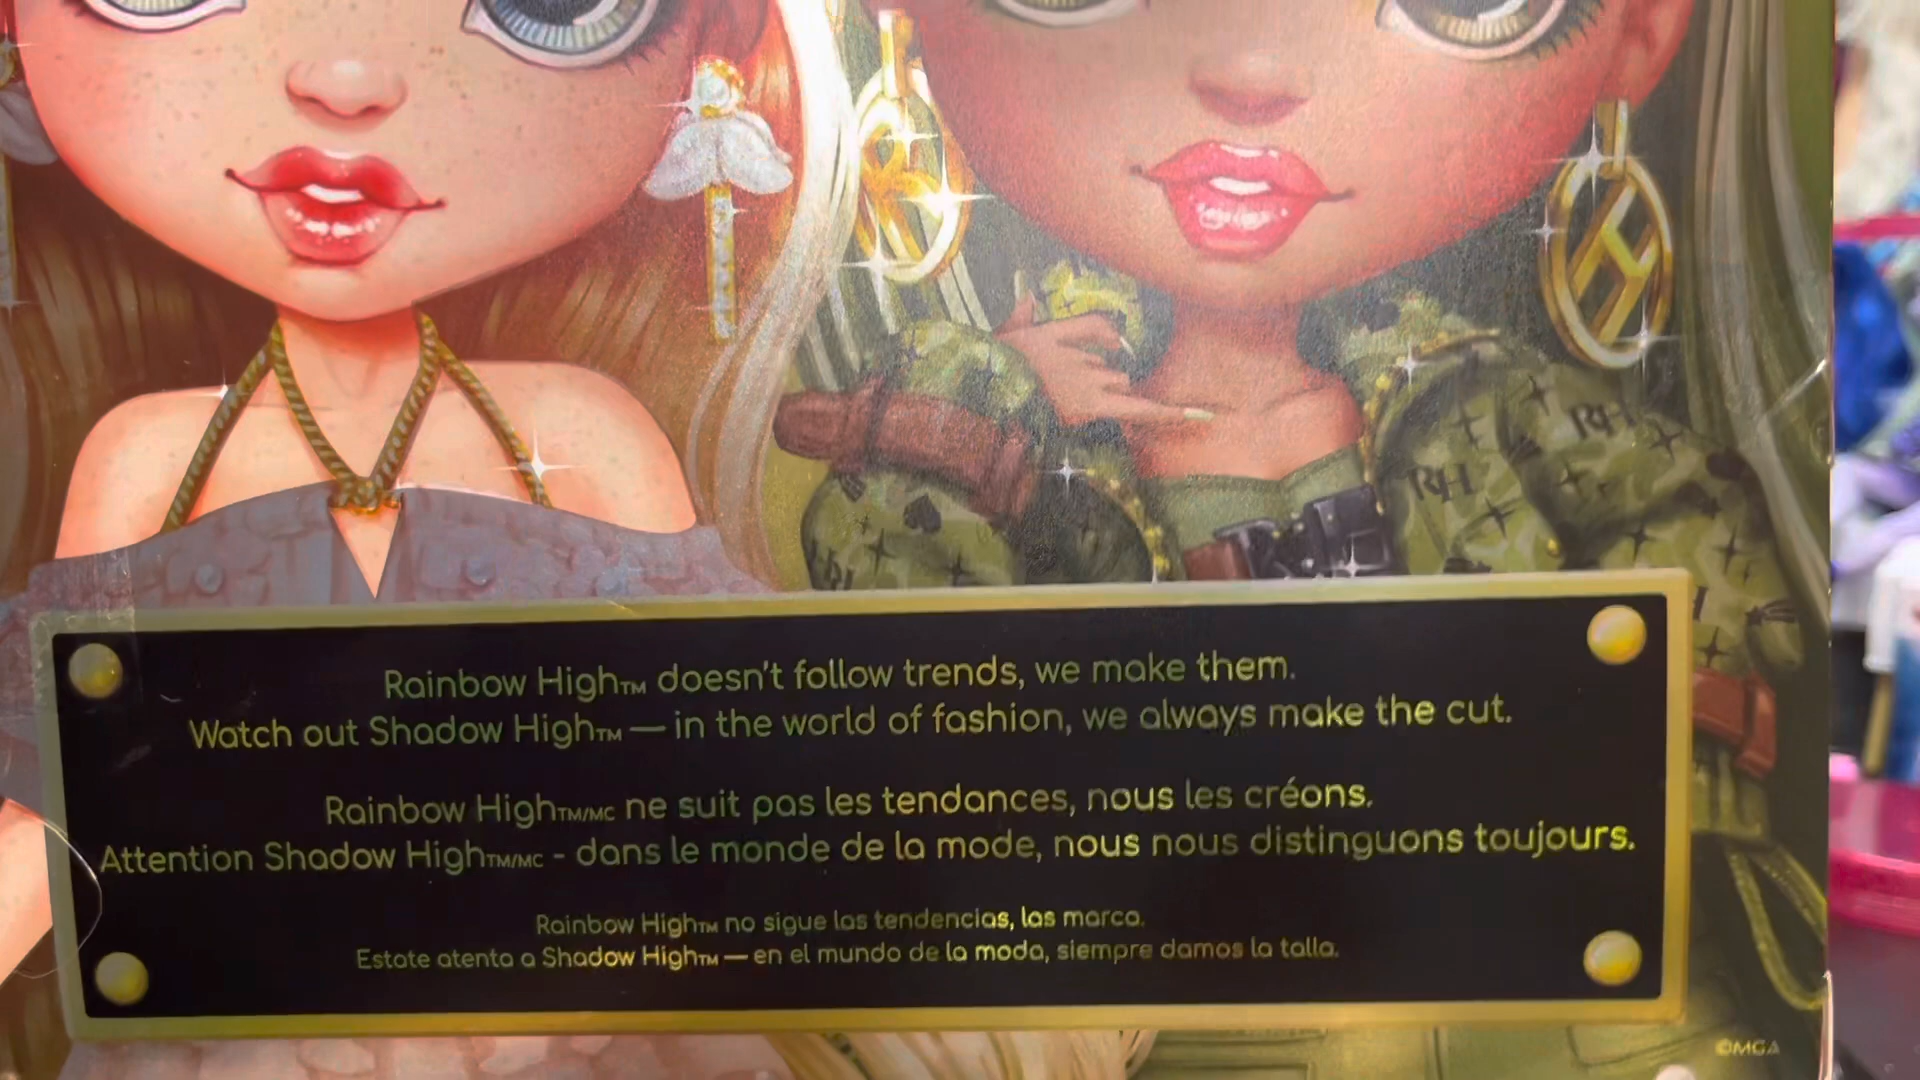 RH
RH
Rainbow High™ doesn't follow trends, we make them.
Watch out Shadow High™ — in the world of fashion, we always make the cut.
Rainbow High™/MC ne suit pas les tendances, nous les créons.
Attention Shadow High™/MC - dans le monde de la mode, nous nous distinguons toujours.
Rainbow High™ no sigue las tendencias, las marca.
Estate atenta a Shadow High™ — en el mundo de la moda, siempre damos la talla.
©MGA